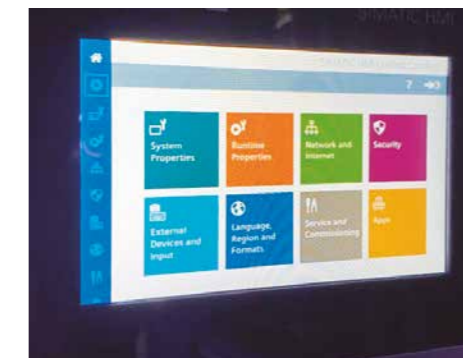 SIMATIC HMI
?
System
Properties
Runtime
Properties
Network and
Internet
Security
External
Devices and
Input
Language,
Region and
Formats
Service and
Commissioning
Apps